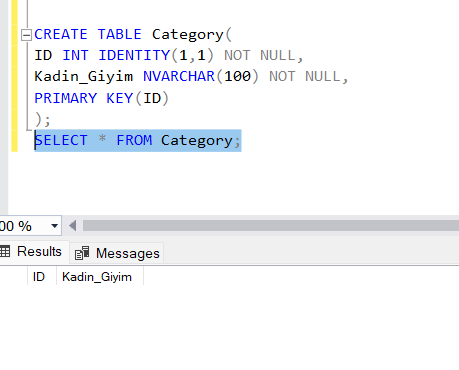 CREATE TABLE Category(
ID INT IDENTITY(1,1) NOT NULL,
Kadin_Giyim NVARCHAR(100) NOT NULL,
PRIMARY KEY(ID)
);
SELECT * FROM Category;
00 %
Results Messages
ID Kadin_Giyim